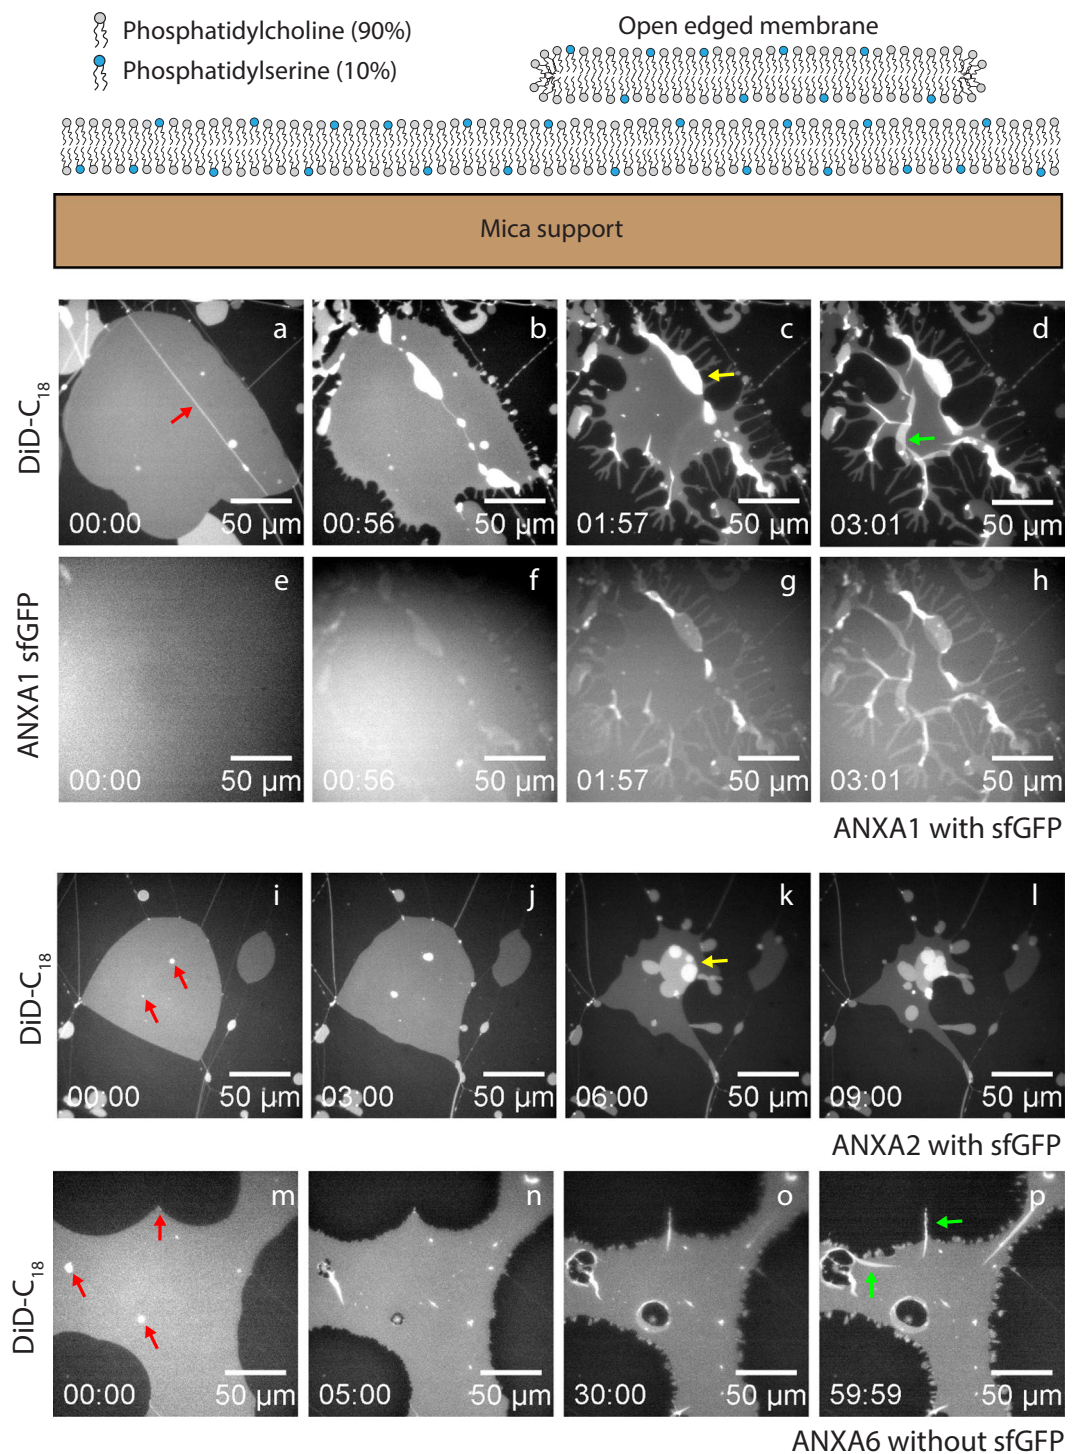 Phosphatidylcholine (90%)
Phosphatidylserine (10%)
Open edged membrane
Mica support
DiD-C18
a
00:00
50 µm
b
00:56
50 µm
c
01:57
50 µm
d
03:01
50 µm
ANXA1 sfGFP
e
00:00
50 µm
f
00:56
50 µm
g
01:57
50 µm
h
03:01
50 µm
ANXA1 with sfGFP
DiD-C18
i
00:00
50 µm
j
03:00
50 µm
k
06:00
50 µm
l
09:00
50 µm
ANXA2 with sfGFP
DiD-C18
m
00:00
50 µm
n
05:00
50 µm
o
30:00
50 µm
p
59:59
50 µm
ANXA6 without sfGFP